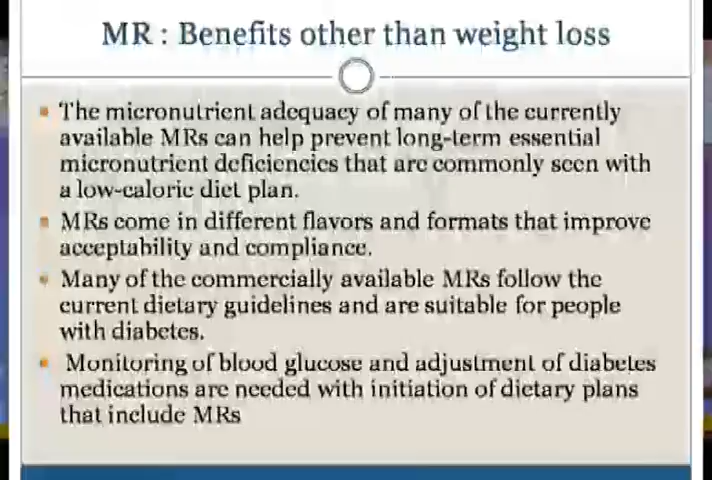 MR : Benefits other than weight loss
▪ The micronutrient adequacy of many of the currently
available MRs can help prevent long-term essential
micronutrient deficiencies that are commonly seen with
a low-caloric diet plan.
▪ MRs come in different flavors and formats that improve
acceptability and compliance.
▪ Many of the commercially available MRs follow the
current dietary guidelines and are suitable for people
with diabetes.
▪ Monitoring of blood glucose and adjustment of diabetes
medications are needed with initiation of dietary plans
that include MRs